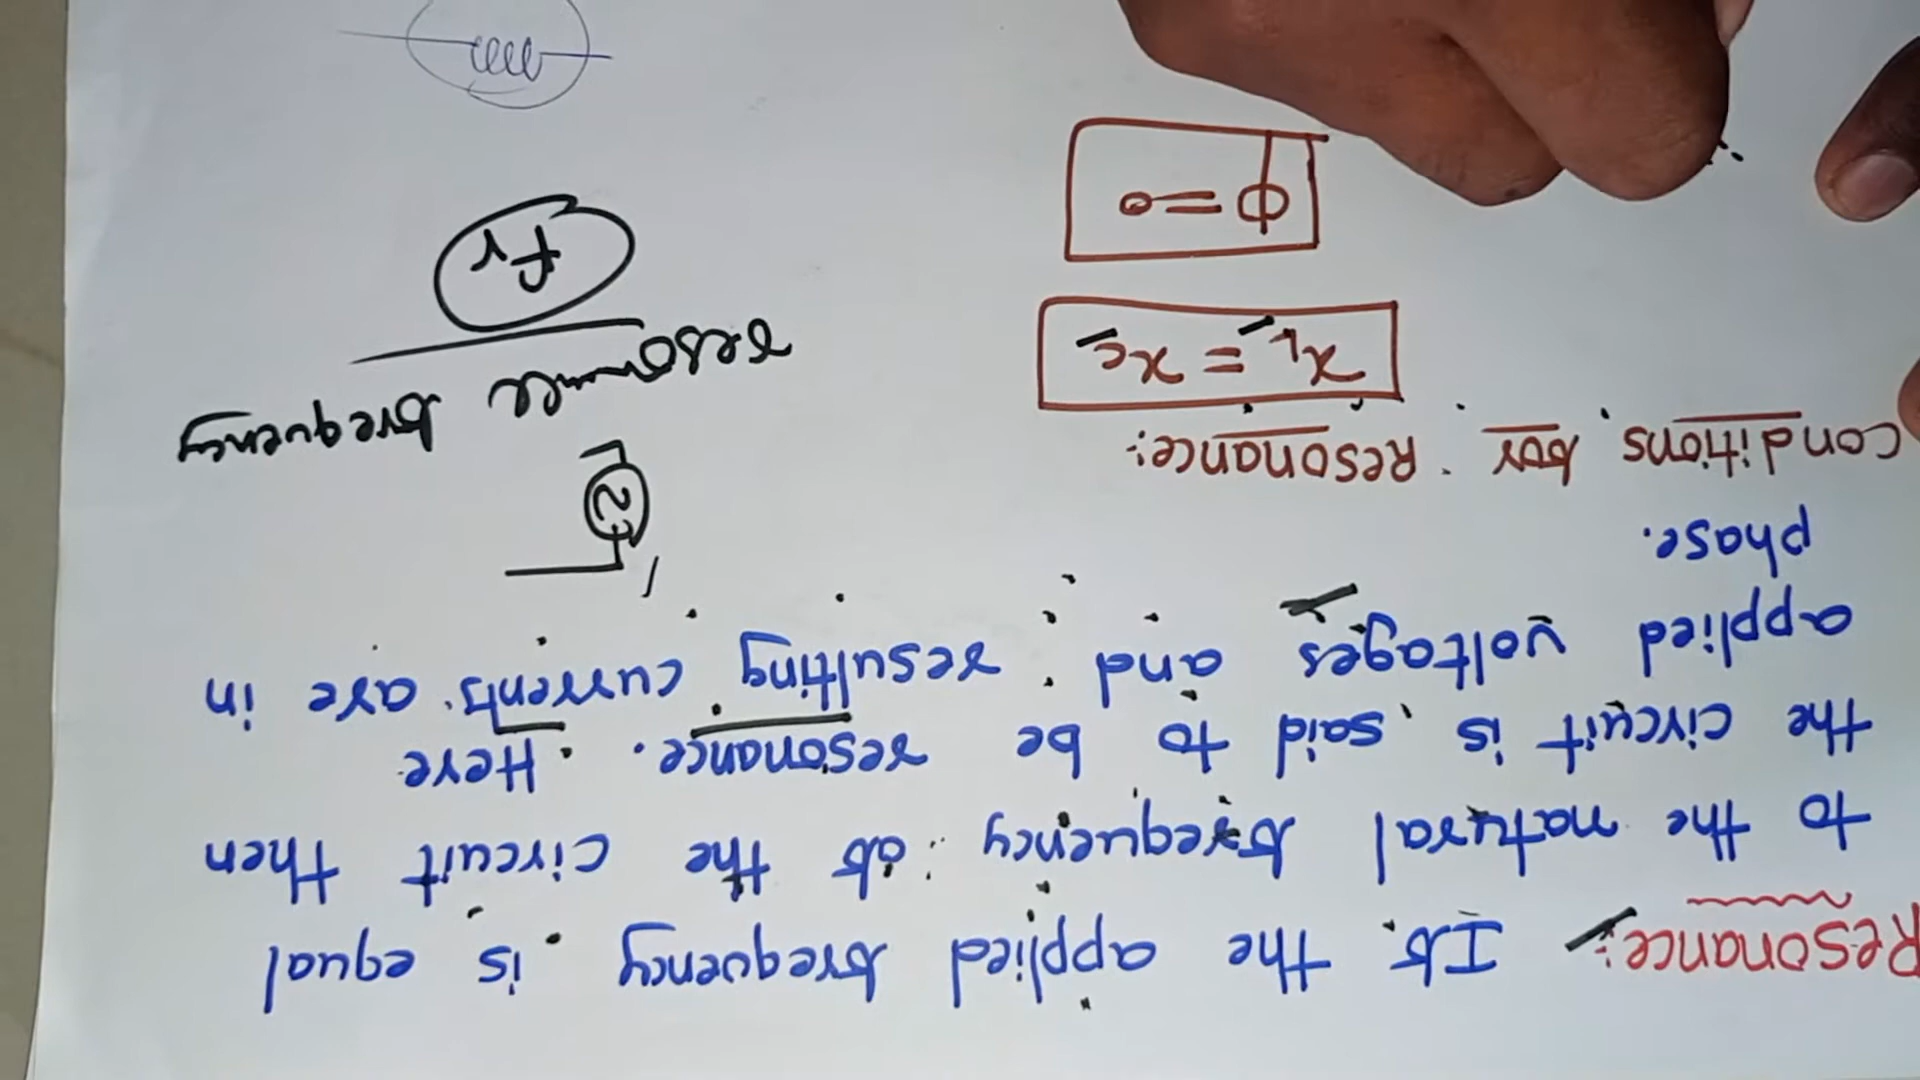 Resonance: If the applied frequency is equal
to the natural frequency of the circuit then
the circuit is said to be resonance. Here
applied voltages and resulting currents are in
phase.
conditions for Resonance:
resonance frequency
XL = XC
fr
ϕ = 0